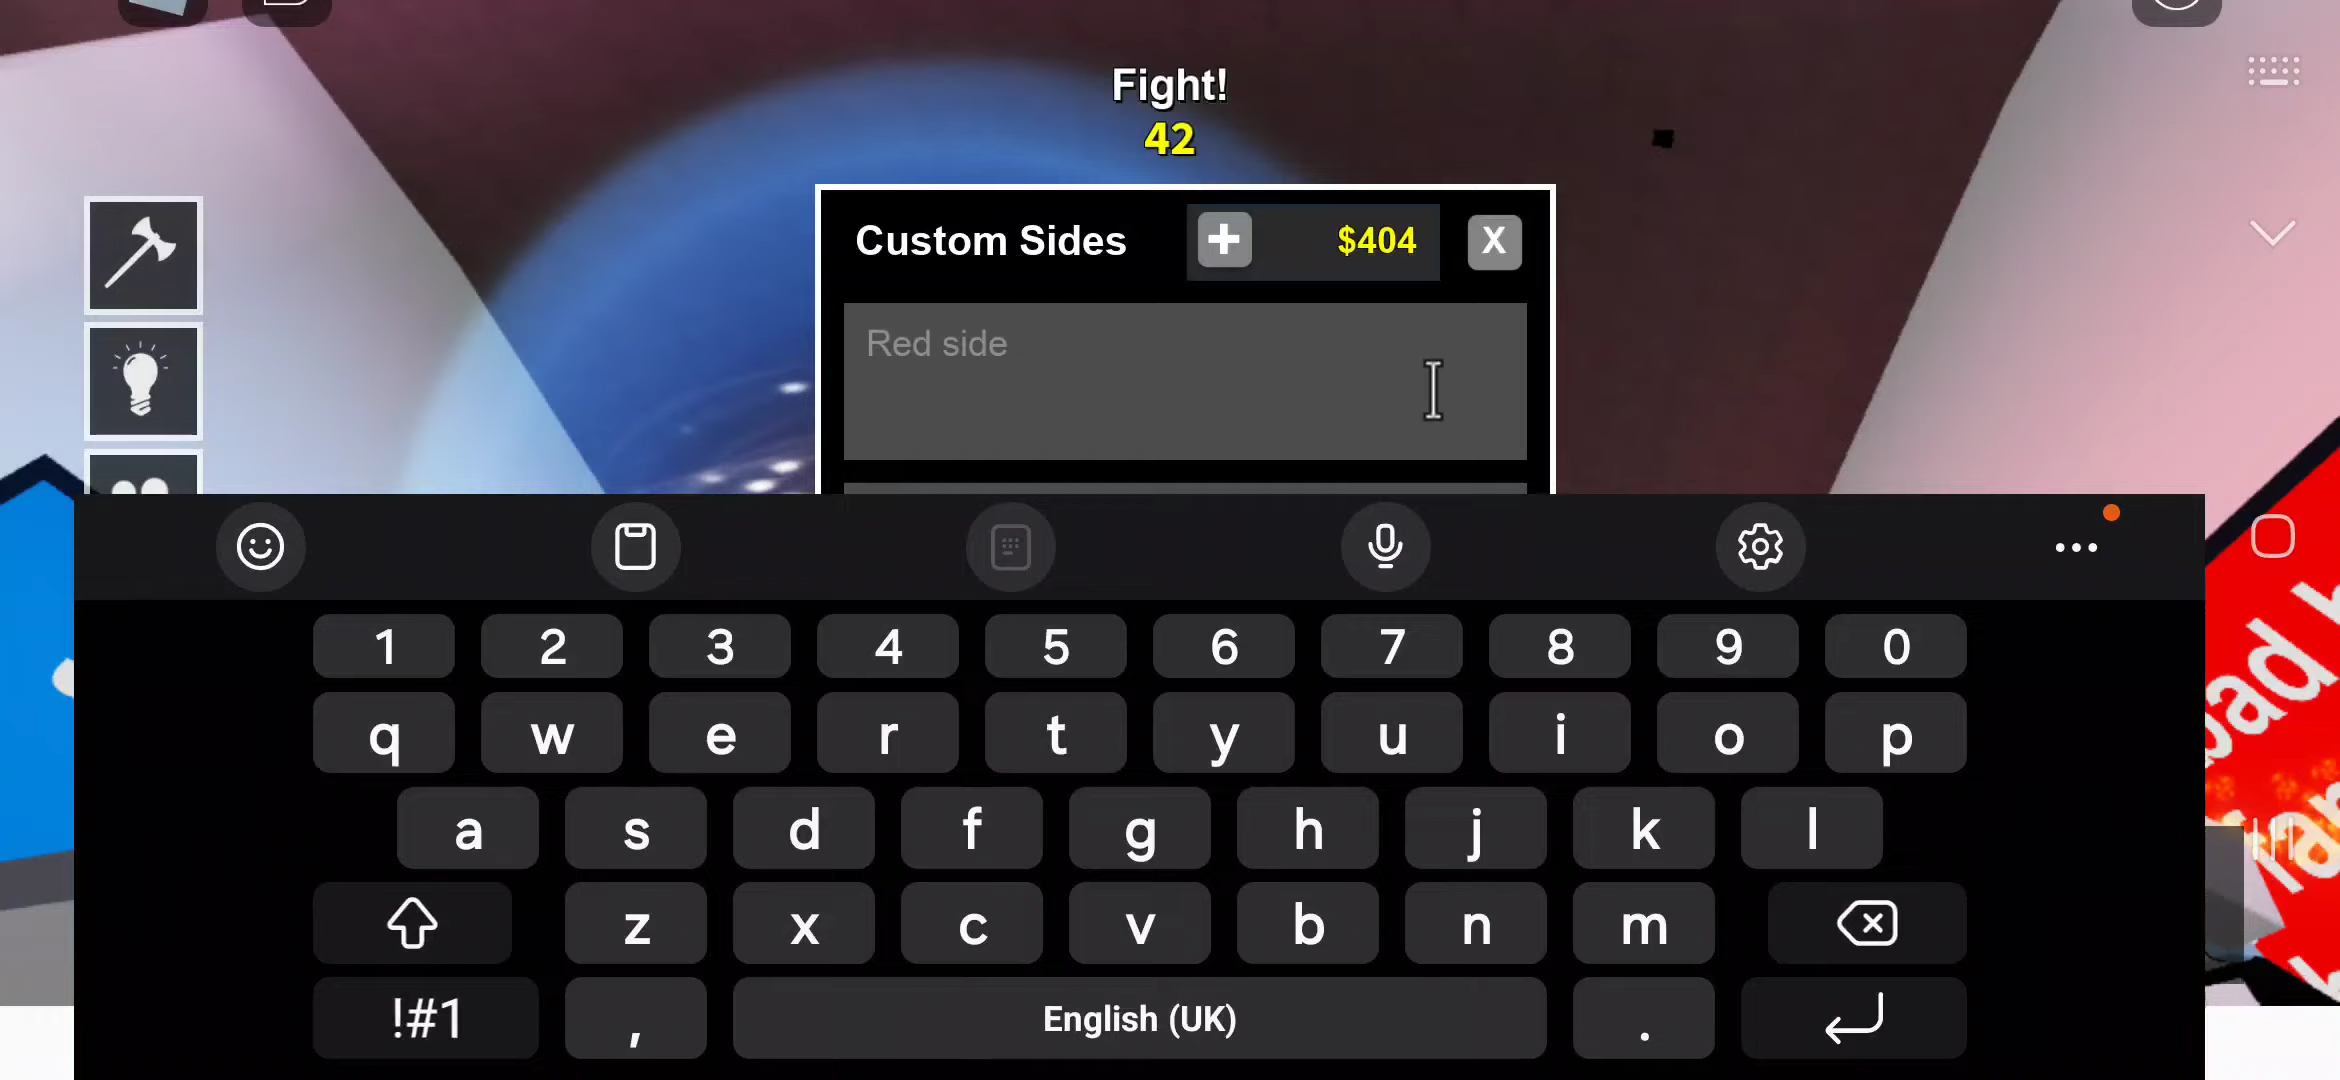 Fight!
42
Custom Sides
$404
X
Red side
1 2 3 4 5 6 7 8 9 0
q w e r t y u i o p
a s d f g h j k l
z x c v b n m
!#1 , English (UK) .
bad